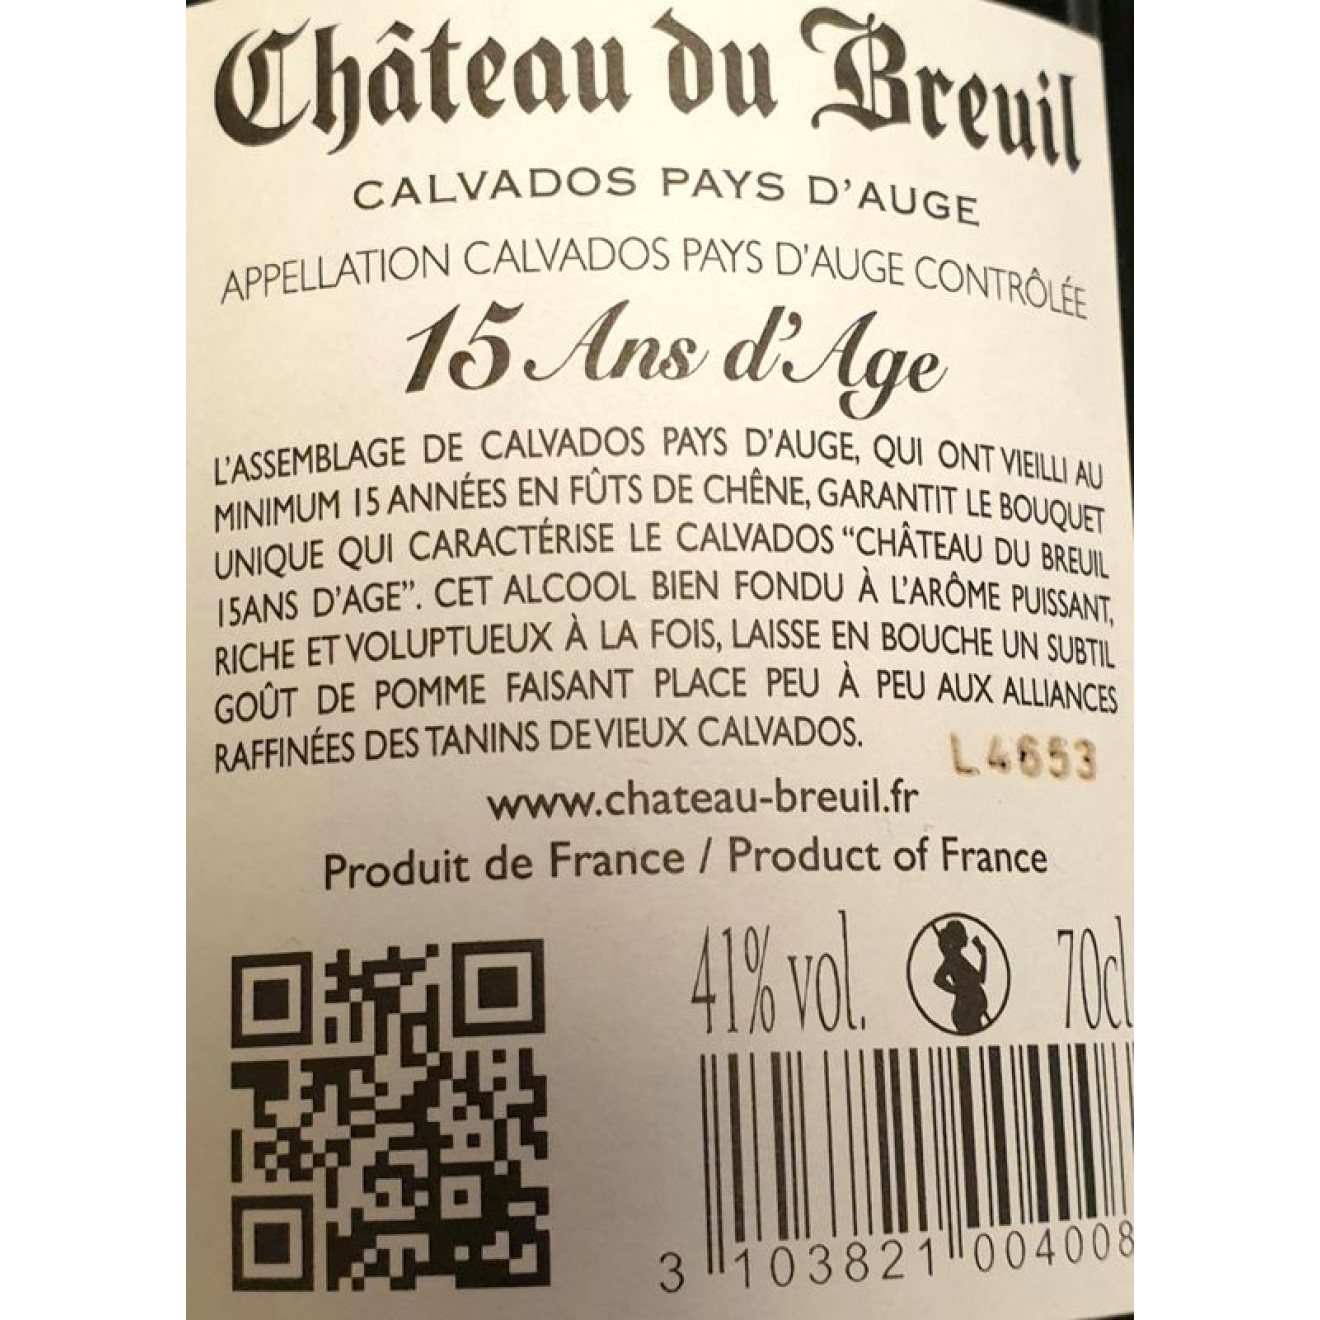 Château du Breuil
CALVADOS PAYS D'AUGE
APPELLATION CALVADOS PAYS D'AUGE CONTRÔLÉE
15 Ans d'Age
L'ASSEMBLAGE DE CALVADOS PAYS D'AUGE, QUI ONT VIEILLI AU
MINIMUM 15 ANNÉES EN FÛTS DE CHÊNE, GARANTIT LE BOUQUET
UNIQUE QUI CARACTÉRISE LE CALVADOS “CHÂTEAU DU BREUIL
15ANS D'AGE”. CET ALCOOL BIEN FONDU À L'ARÔME PUISSANT,
RICHE ET VOLUPTUEUX À LA FOIS, LAISSE EN BOUCHE UN SUBTIL
GOÛT DE POMME FAISANT PLACE PEU À PEU AUX ALLIANCES
RAFFINÉES DES TANINS DE VIEUX CALVADOS.
L4653
www.chateau-breuil.fr
Produit de France / Product of France
41% vol. 70cl
3 103821 004008